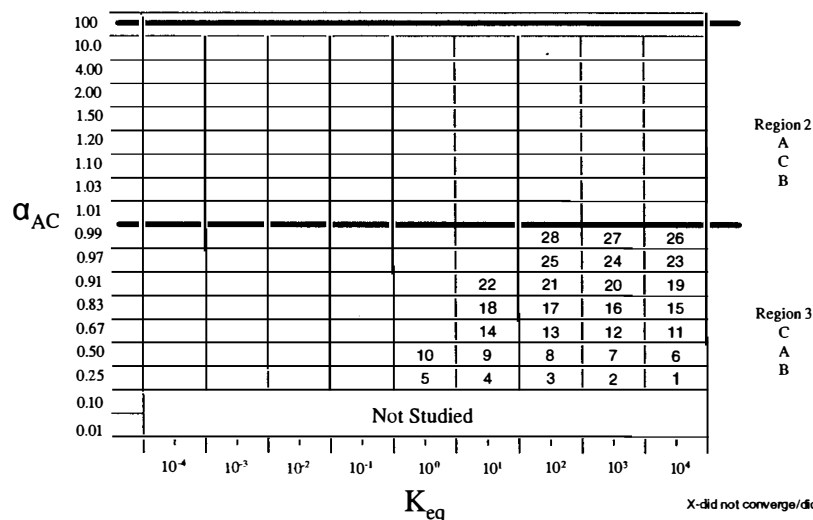 100
10.0
4.00
2.00
1.50
1.20
1.10
1.03
1.01
0.99 28 27 26
0.97 25 24 23
0.91 22 21 20 19
0.83 18 17 16 15
0.67 14 13 12 11
0.50 10 9 8 7 6
0.25 5 4 3 2 1
0.10
0.01
Not Studied
α_AC
Region 2
A
C
B
Region 3
C
A
B
10⁻⁴ 10⁻³ 10⁻² 10⁻¹ 10⁰ 10¹ 10² 10³ 10⁴
K_eq
X-did not converge/